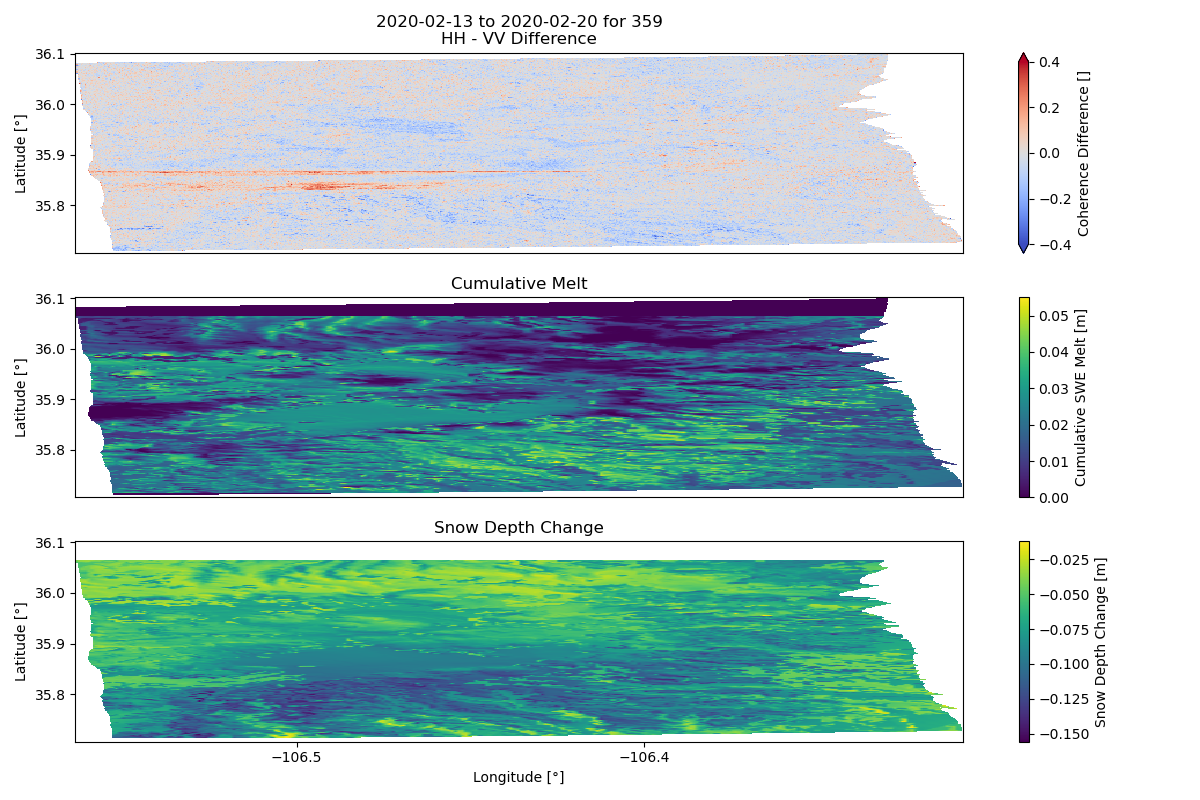 2020-02-13 to 2020-02-20 for 359
HH - VV Difference
36.1
36.0
35.9
35.8
Latitude [°]
0.4
0.2
0.0
−0.2
−0.4
Coherence Difference []
Cumulative Melt
36.1
36.0
35.9
35.8
Latitude [°]
0.05
0.04
0.03
0.02
0.01
0.00
Cumulative SWE Melt [m]
Snow Depth Change
36.1
36.0
35.9
35.8
Latitude [°]
−0.025
−0.050
−0.075
−0.100
−0.125
−0.150
Snow Depth Change [m]
−106.5
−106.4
Longitude [°]